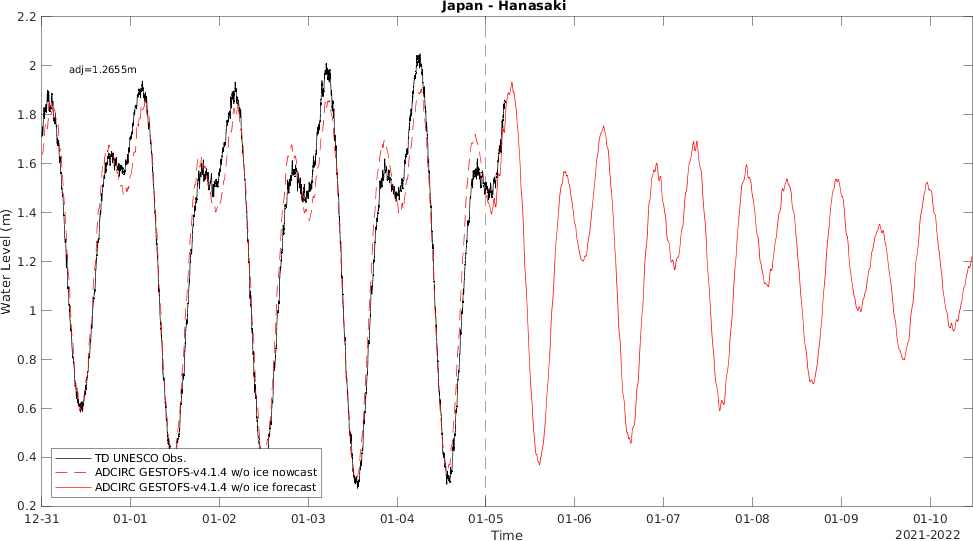 Japan - Hanasaki
2.2
2
1.8
1.6
1.4
1.2
1
0.8
0.6
0.4
0.2
Water Level (m)
adj=1.2655m
TD UNESCO Obs.
ADCIRC GESTOFS-v4.1.4 w/o ice nowcast
ADCIRC GESTOFS-v4.1.4 w/o ice forecast
12-31 01-01 01-02 01-03 01-04 01-05 01-06 01-07 01-08 01-09 01-10
Time
2021-2022